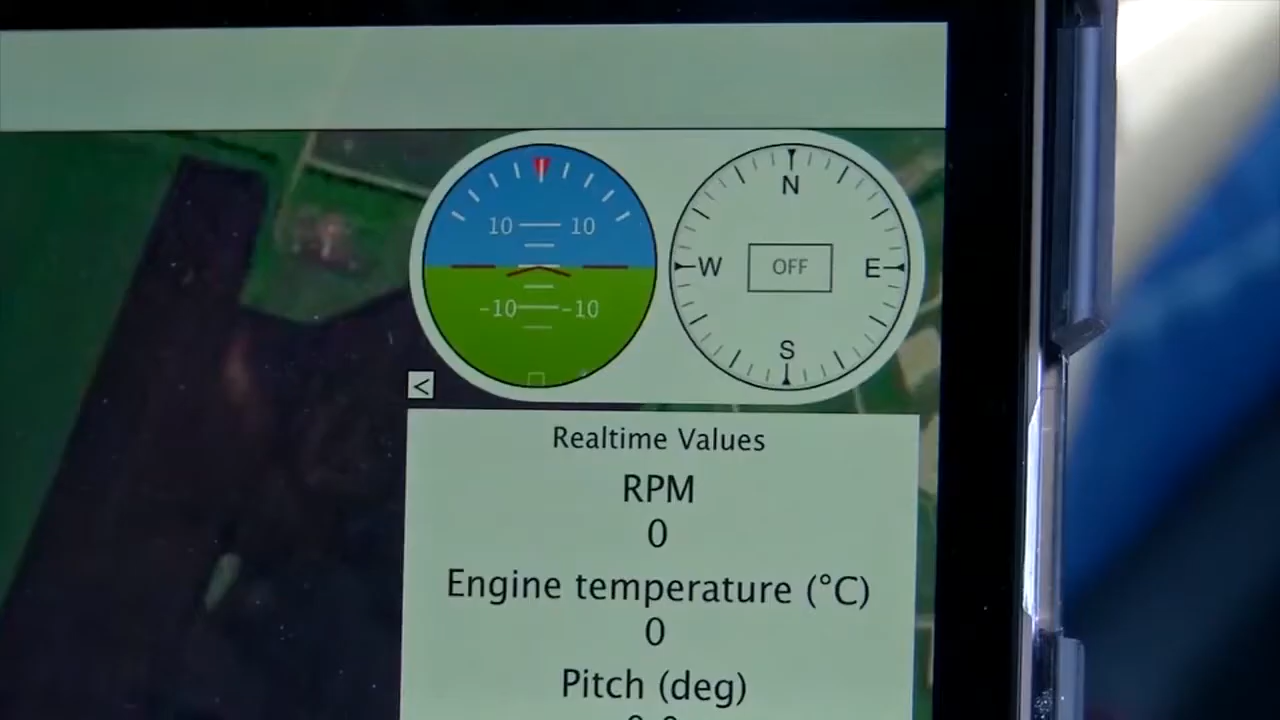 10 10
-10 -10
N
W OFF E
S
<
Realtime Values
RPM
0
Engine temperature (°C)
0
Pitch (deg)